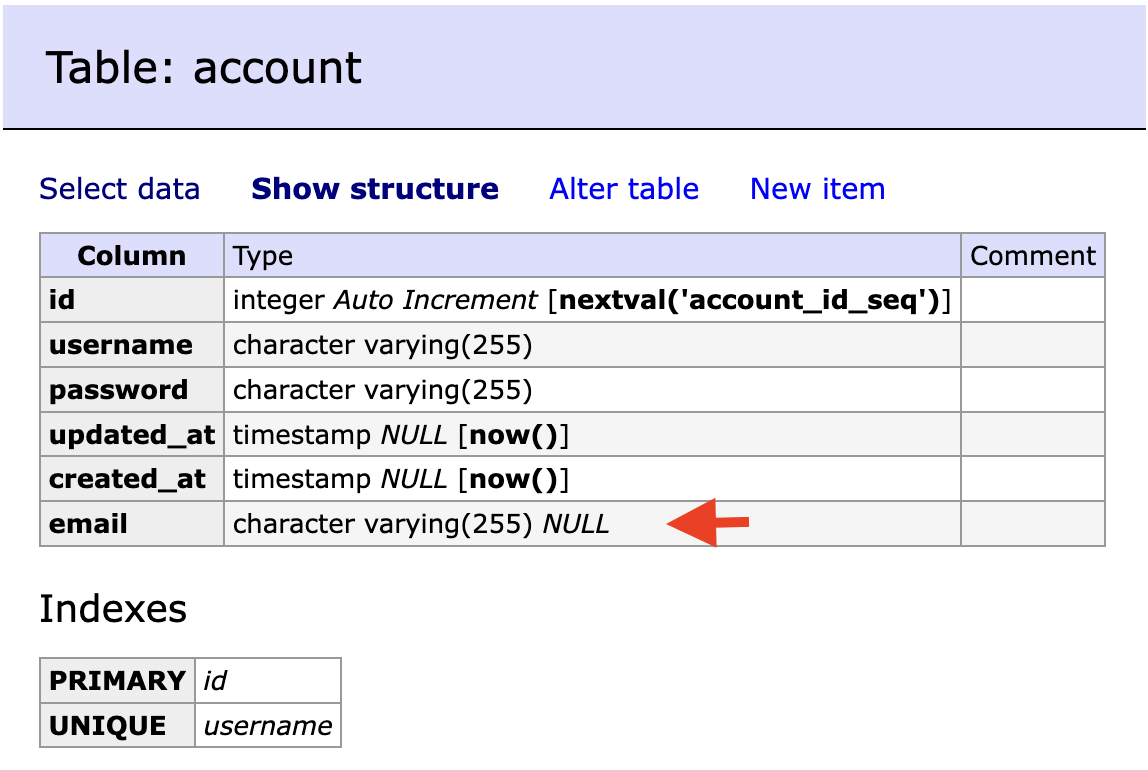 Table: account
Select data Show structure Alter table New item
Column Type Comment
id integer Auto Increment [nextval('account_id_seq')]
username character varying(255)
password character varying(255)
updated_at timestamp NULL [now()]
created_at timestamp NULL [now()]
email character varying(255) NULL
Indexes
PRIMARY id
UNIQUE username